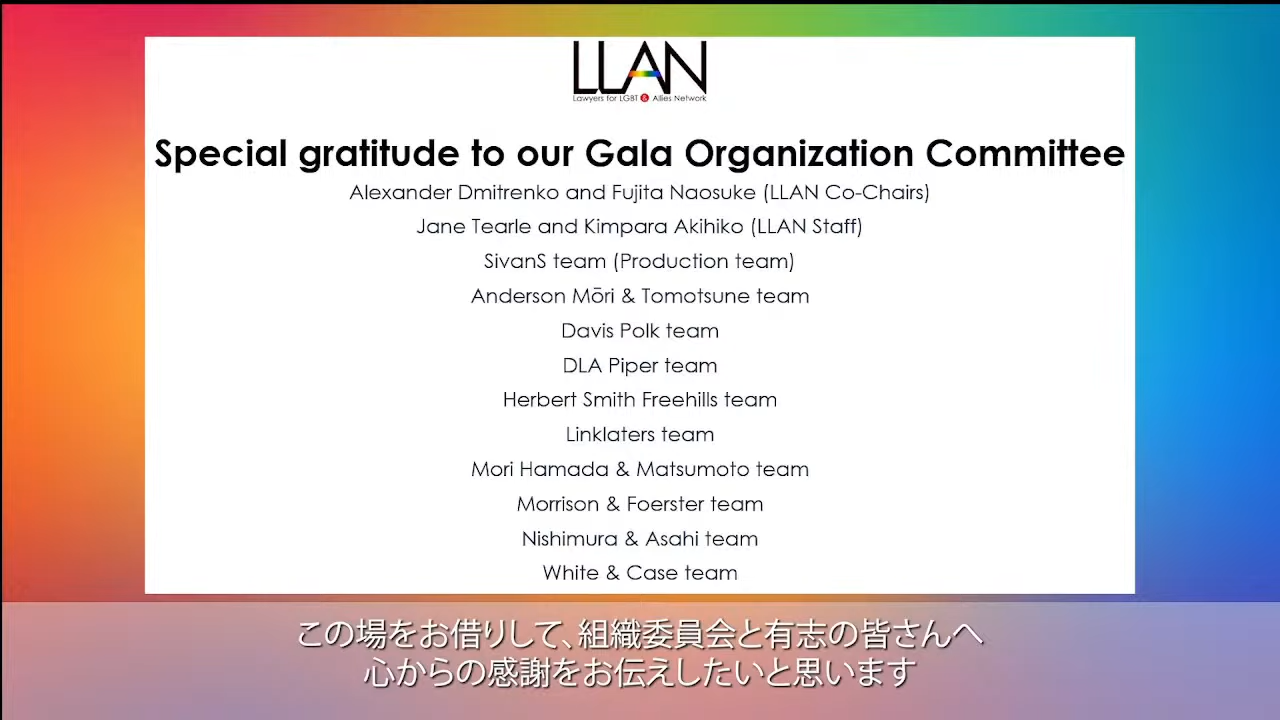 LLAN
Lawyers for LGBT & Allies Network
Special gratitude to our Gala Organization Committee
Alexander Dmitrenko and Fujita Naosuke (LLAN Co-Chairs)
Jane Tearle and Kimpara Akihiko (LLAN Staff)
SivanS team (Production team)
Anderson Mōri & Tomotsune team
Davis Polk team
DLA Piper team
Herbert Smith Freehills team
Linklaters team
Mori Hamada & Matsumoto team
Morrison & Foerster team
Nishimura & Asahi team
White & Case team
この場をお借りして、組織委員会と有志の皆さんへ
心からの感謝をお伝えしたいと思います